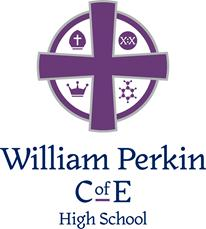 X:X
William Perkin
C of E
High School